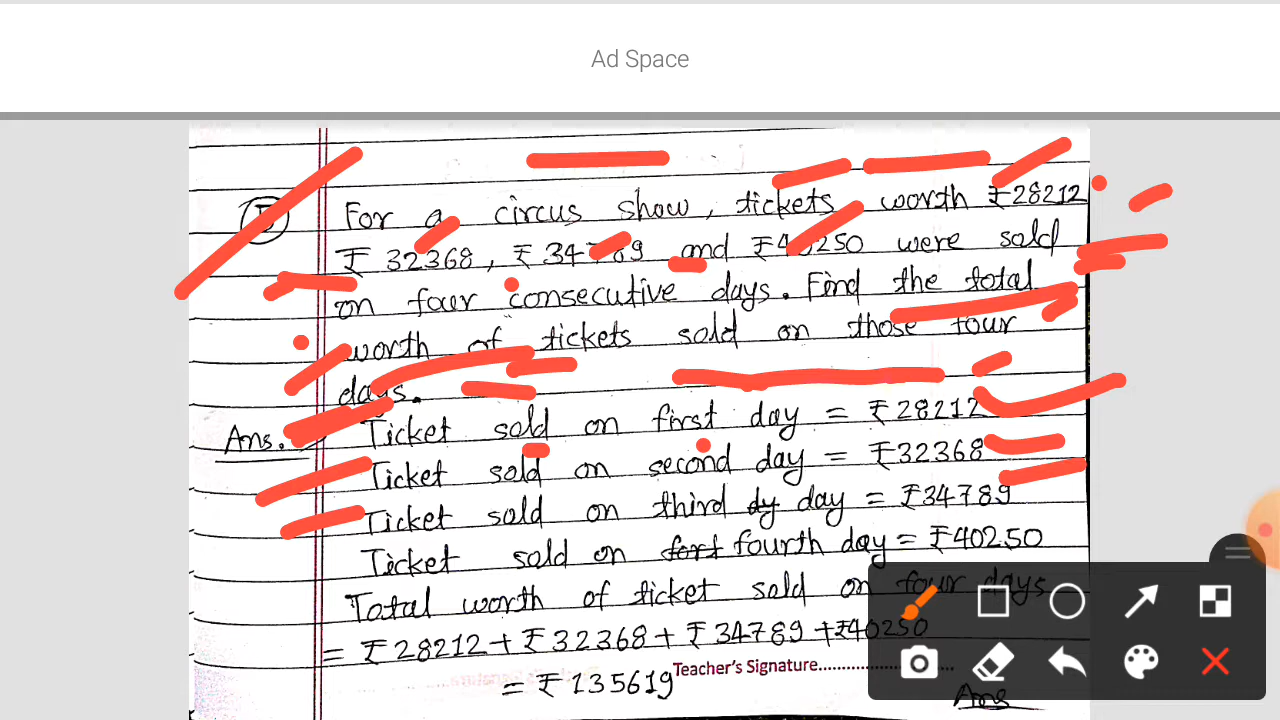 Ad Space
5 For a circus show, tickets worth ₹28212
₹ 32368, ₹34789 and ₹40250 were sold
on four consecutive days. Find the total
worth of tickets sold on those four
days.
Ans. Ticket sold on first day = ₹28212
Ticket sold on second day = ₹32368
Ticket sold on third dy day = ₹34789
Ticket sold on fort fourth day = ₹40250
Total worth of ticket sold on four days
= ₹28212 + ₹32368 + ₹34789 + ₹40250
Teacher's Signature
= ₹135619
Ans